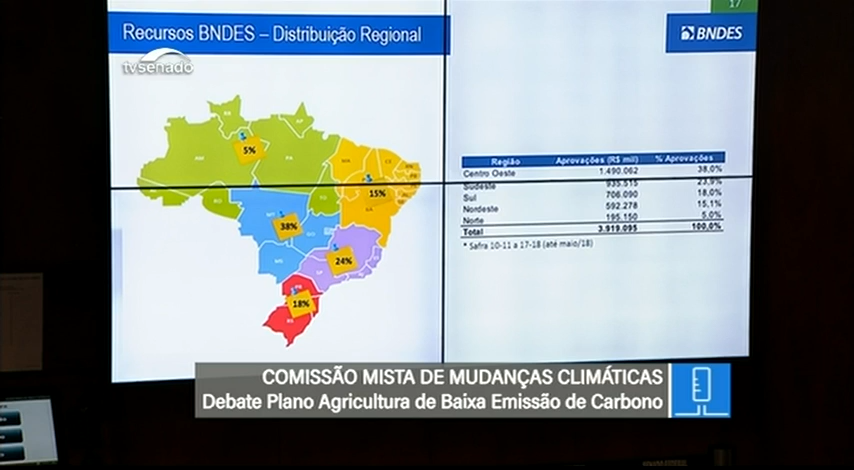 17
Recursos BNDES – Distribuição Regional
BNDES
tvsenado
5%
15%
38%
24%
18%
Região Aprovações (R$ mil) % Aprovações
Centro Oeste 1.490.062 38,0%
Sudeste 935.515 23,9%
Sul 706.090 18,0%
Nordeste 592.278 15,1%
Norte 195.150 5,0%
Total 3.919.095 100,0%
* Safra 10-11 a 17-18 (até maio/18)
COMISSÃO MISTA DE MUDANÇAS CLIMÁTICAS
Debate Plano Agricultura de Baixa Emissão de Carbono